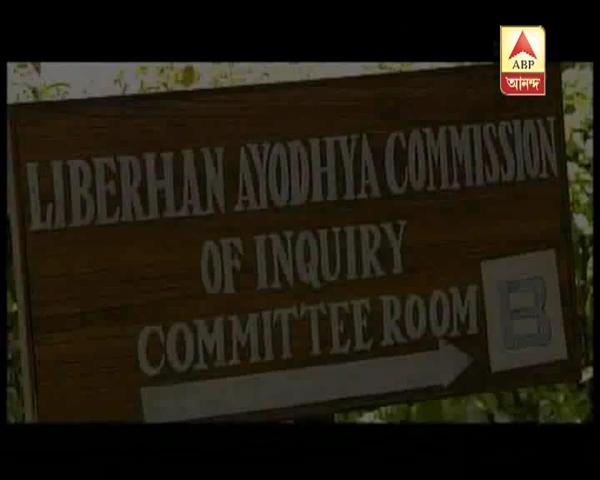 ABP
আনন্দ
LIBERHAN AYODHYA COMMISSION
OF INQUIRY
COMMITTEE ROOM B